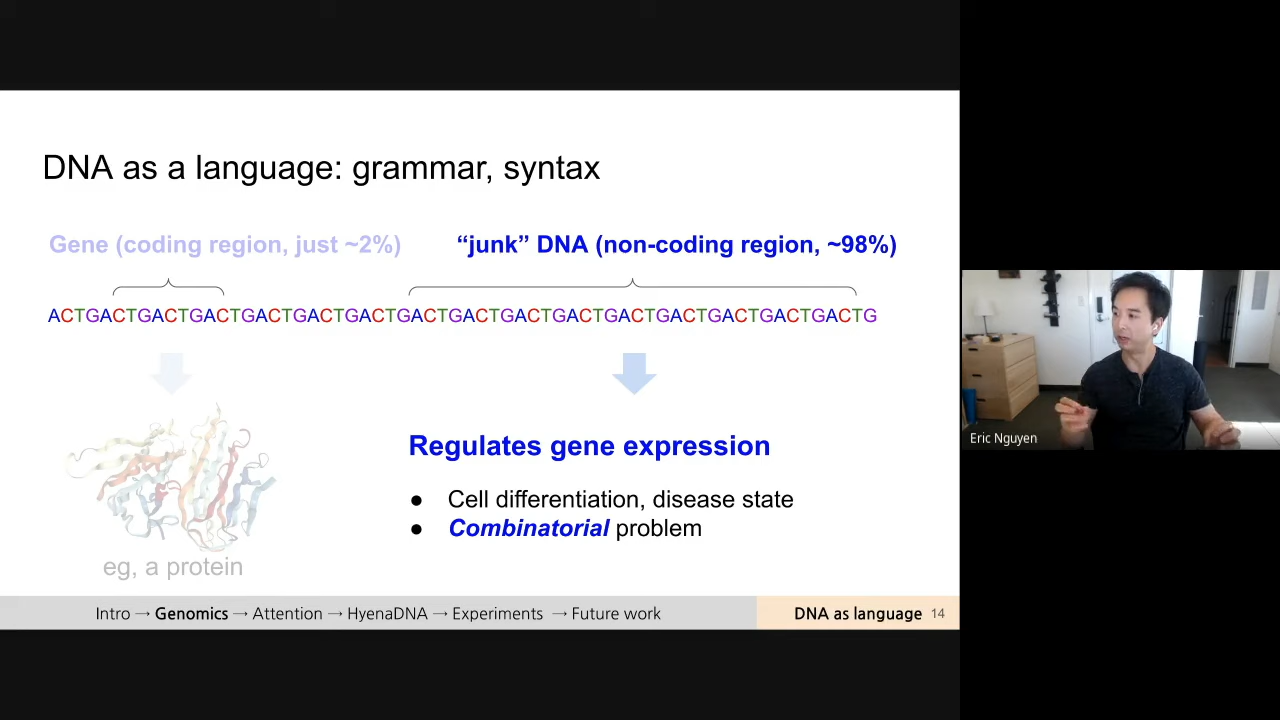 DNA as a language: grammar, syntax
Gene (coding region, just ~2%)
“junk” DNA (non-coding region, ~98%)
ACTGACTGACTGACTGACTGACTGACTGACTGACTGACTGACTGACTGACTGACTGACTGACTG
eg, a protein
Regulates gene expression
● Cell differentiation, disease state
● Combinatorial problem
Intro → Genomics → Attention → HyenaDNA → Experiments → Future work
DNA as language 14
Eric Nguyen